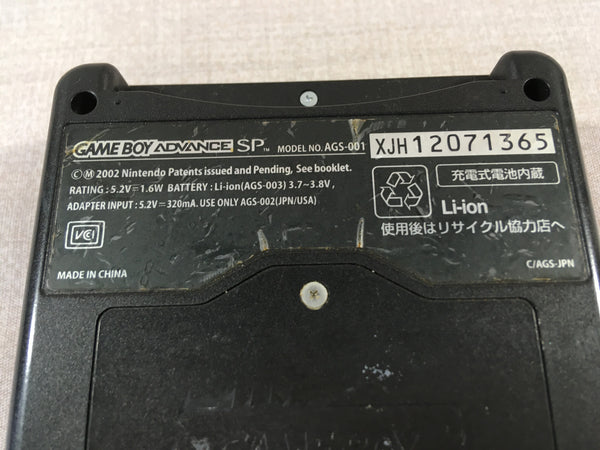 GAME BOY ADVANCE SP™ MODEL NO. AGS-001 XJH12071365
©Ⓜ 2002 Nintendo Patents issued and Pending, See booklet.
RATING : 5.2V⎓1.6W BATTERY : Li-ion(AGS-003) 3.7~3.8V,
ADAPTER INPUT : 5.2V⎓320mA. USE ONLY AGS-002(JPN/USA)
VCI
MADE IN CHINA
充電式電池内蔵
Li-ion
使用後はリサイクル協力店へ
C/AGS-JPN